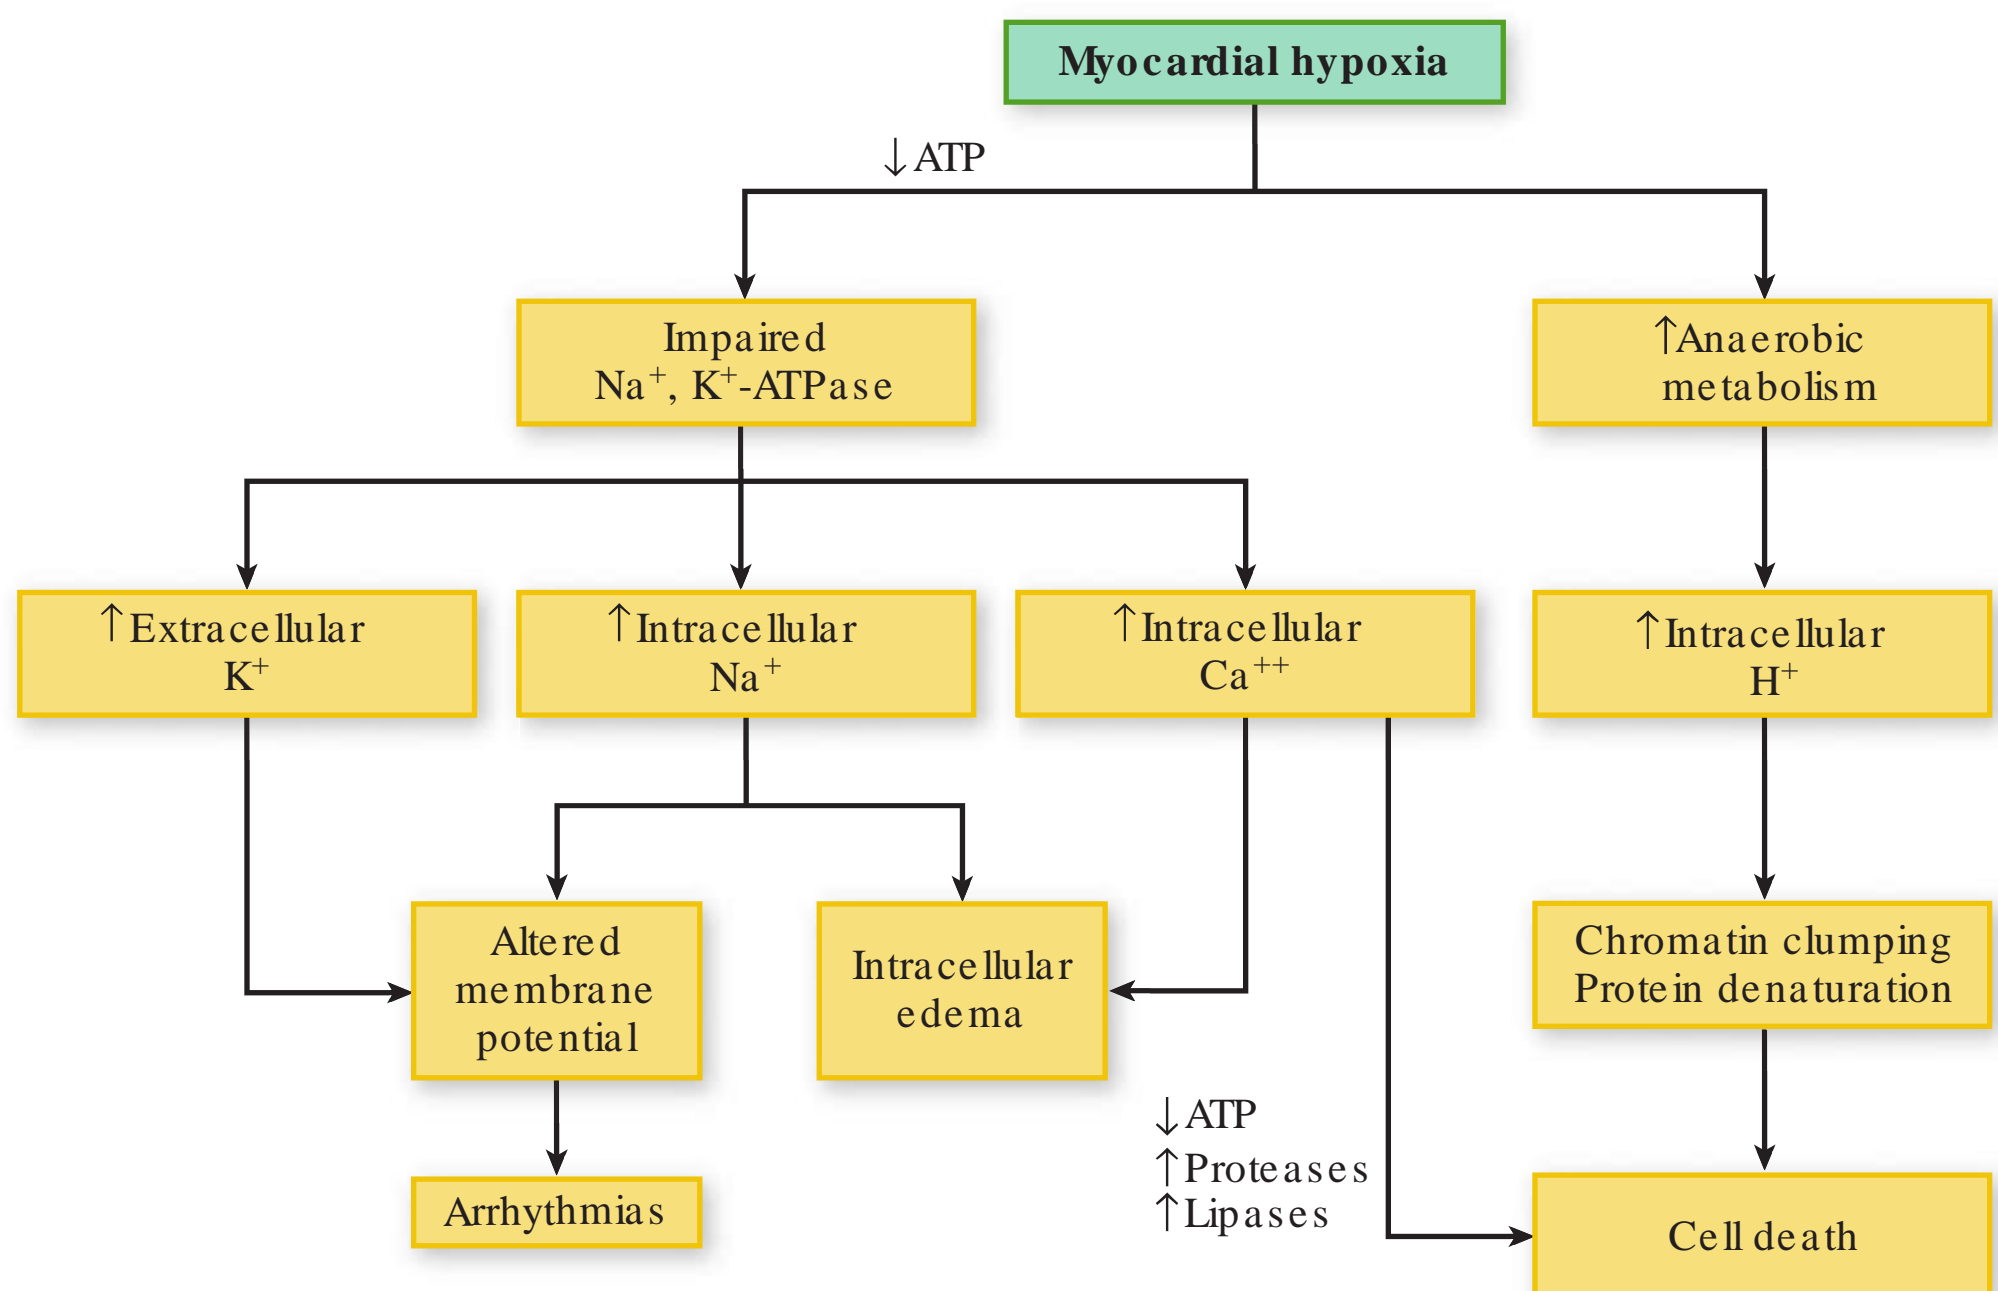 Myocardial hypoxia
↓ATP
Impaired
Na⁺, K⁺-ATPase
↑Anaerobic
metabolism
↑Extracellular
K⁺
↑Intracellular
Na⁺
↑Intracellular
Ca⁺⁺
↑Intracellular
H⁺
Altered
membrane
potential
Intracellular
edema
Chromatin clumping
Protein denaturation
↓ATP
↑Proteases
↑Lipases
Arrhythmias
Cell death